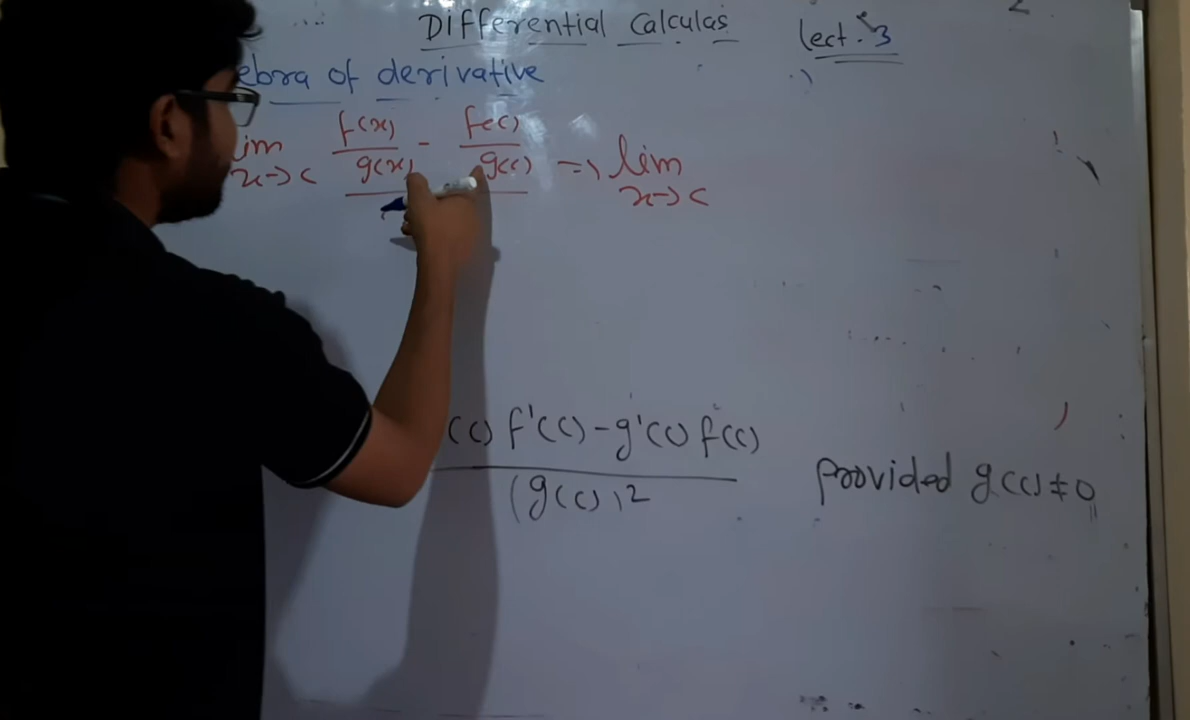 Differential Calculas Lect. 3
ebra of derivative
lim x→c f(x)/g(x) - f(c)/g(c) => lim x→c
(c) f'(c) - g'(c) f(c)
(g(c))2 provided g(c) ≠ 0